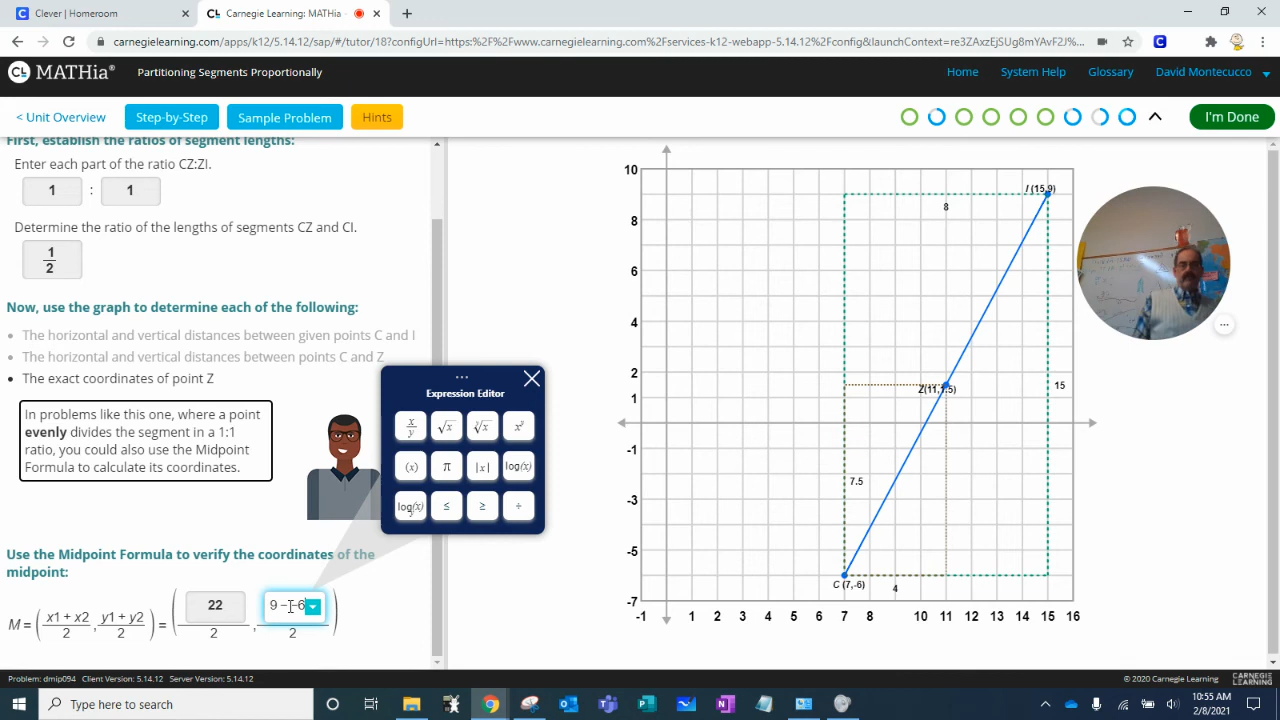 Clever | Homeroom
Carnegie Learning: MATHia
carnegielearning.com/apps/k12/5.14.12/sap/#/tutor/18?configUrl=https%2F%2Fwww.carnegielearning.com%2Fservices-k12-webapp-5.14.12%2Fconfig&launchContext=re3ZAxzEjSUg8mYAvF2J%...
CL MATHia®
Partitioning Segments Proportionally
Home
System Help
Glossary
David Montecucco
< Unit Overview
Step-by-Step
Sample Problem
Hints
I'm Done
First, establish the ratios of segment lengths:
Enter each part of the ratio CZ:ZI.
1 : 1
Determine the ratio of the lengths of segments CZ and CI.
1
2
Now, use the graph to determine each of the following:
The horizontal and vertical distances between given points C and I
The horizontal and vertical distances between points C and Z
The exact coordinates of point Z
In problems like this one, where a point
evenly divides the segment in a 1:1
ratio, you could also use the Midpoint
Formula to calculate its coordinates.
Expression Editor
x/y √x ∛x x^y
(x) π |x| log(x)
≤ ≥ ÷
Use the Midpoint Formula to verify the coordinates of the
midpoint:
22 9 – –6
M = ( x1 + x2 , y1 + y2 ) = ( , )
2 2 2 2
10
8
6
4
2
1
-1
-3
-5
-7
-1 1 2 3 4 5 6 7 8 10 11 12 13 14 15 16
I (15,9)
8
Z(11,1.5)
15
7.5
C (7,-6)
4
Problem: dmip094 Client Version: 5.14.12 Server Version: 5.14.12
© 2020 Carnegie Learning
CARNEGIE
LEARNING
Type here to search
10:55 AM
2/8/2021